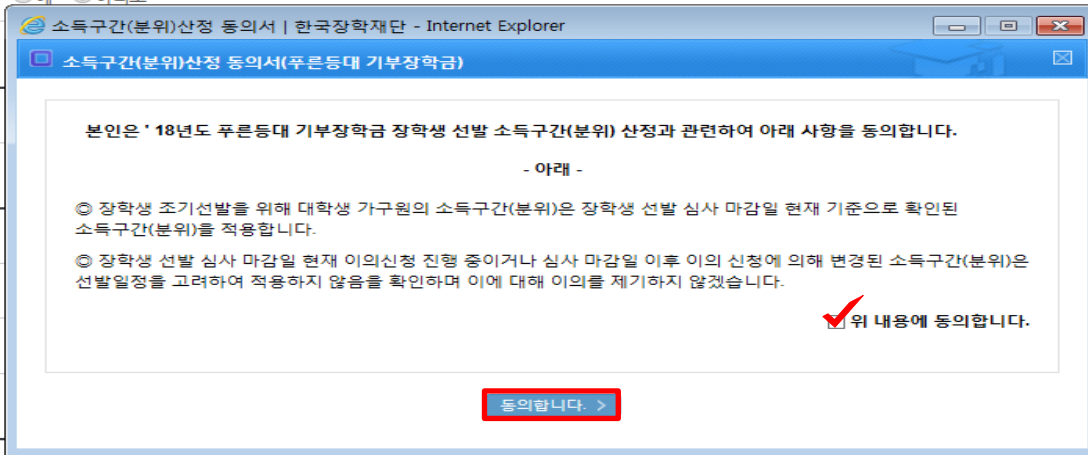 소득구간(분위)산정 동의서 | 한국장학재단 - Internet Explorer
소득구간(분위)산정 동의서(푸른등대 기부장학금)
본인은 ' 18년도 푸른등대 기부장학금 장학생 선발 소득구간(분위) 산정과 관련하여 아래 사항을 동의합니다.
- 아래 -
◎ 장학생 조기선발을 위해 대학생 가구원의 소득구간(분위)은 장학생 선발 심사 마감일 현재 기준으로 확인된
소득구간(분위)을 적용합니다.
◎ 장학생 선발 심사 마감일 현재 이의신청 진행 중이거나 심사 마감일 이후 이의 신청에 의해 변경된 소득구간(분위)은
선발일정을 고려하여 적용하지 않음을 확인하며 이에 대해 이의를 제기하지 않겠습니다.
위 내용에 동의합니다.
동의합니다. >